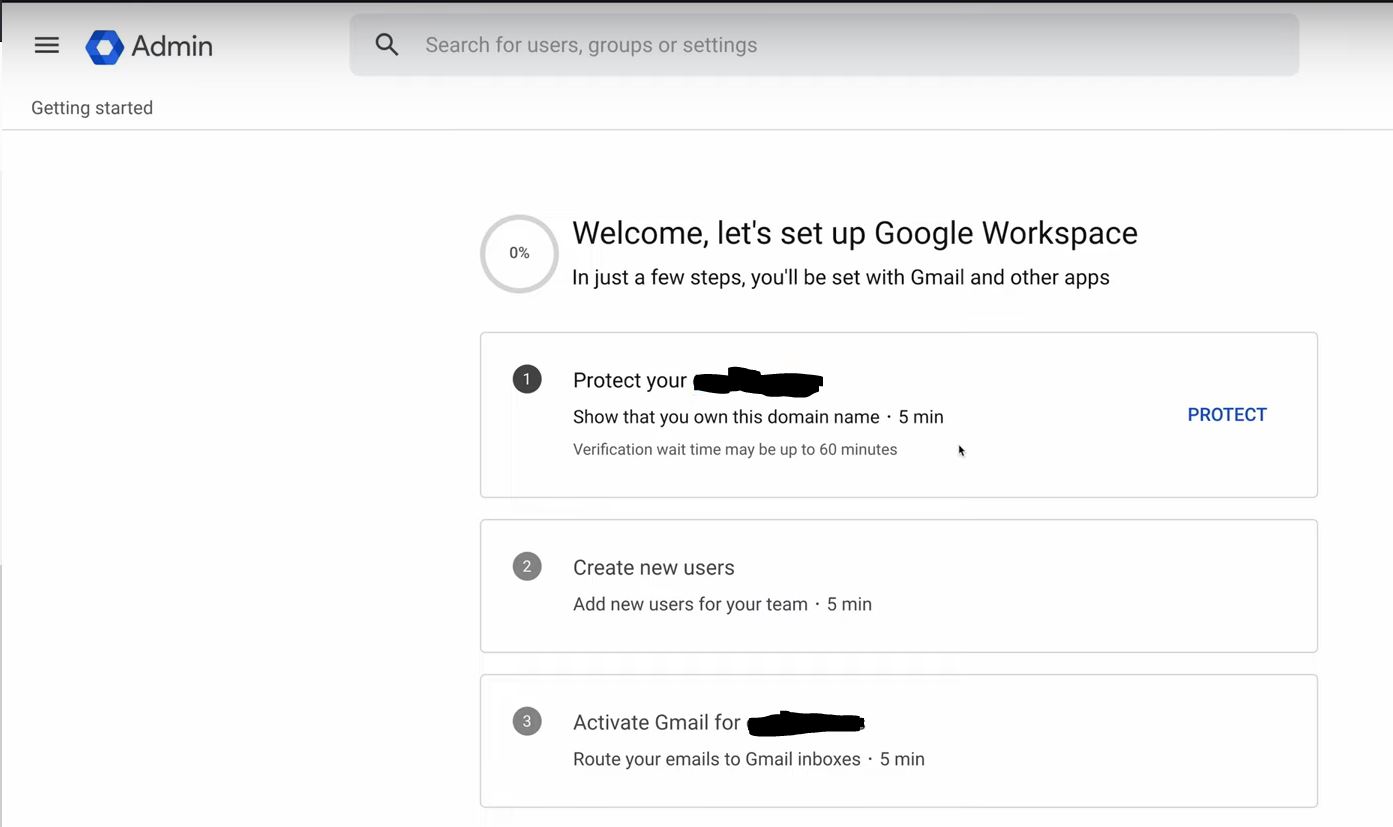 Admin
Search for users, groups or settings
Getting started
0%
Welcome, let's set up Google Workspace
In just a few steps, you'll be set with Gmail and other apps
1
Protect your
Show that you own this domain name · 5 min
PROTECT
Verification wait time may be up to 60 minutes
2
Create new users
Add new users for your team · 5 min
3
Activate Gmail for
Route your emails to Gmail inboxes · 5 min